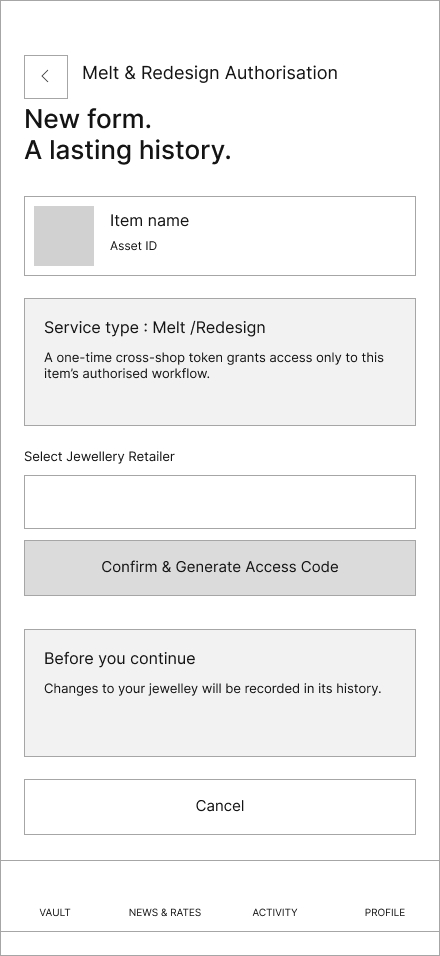 Melt & Redesign Authorisation
New form.
A lasting history.
Item name
Asset ID
Service type : Melt /Redesign
A one-time cross-shop token grants access only to this
item’s authorised workflow.
Select Jewellery Retailer
Confirm & Generate Access Code
Before you continue
Changes to your jewelley will be recorded in its history.
Cancel
VAULT NEWS & RATES ACTIVITY PROFILE